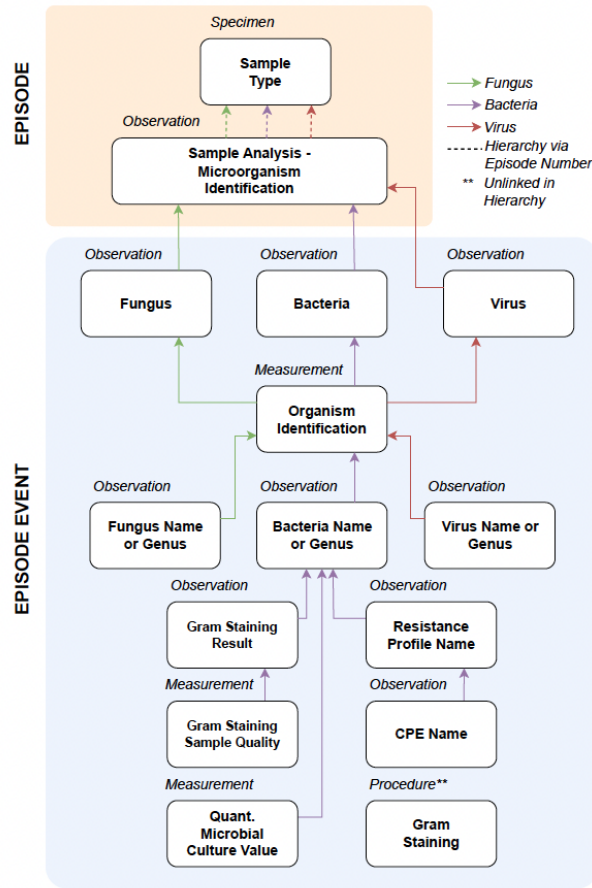 EPISODE
Specimen
Sample
Type
Observation
Sample Analysis -
Microorganism
Identification
Fungus
Bacteria
Virus
Hierarchy via
Episode Number
** Unlinked in
Hierarchy
EPISODE EVENT
Observation
Fungus
Observation
Bacteria
Observation
Virus
Measurement
Organism
Identification
Observation
Fungus Name
or Genus
Observation
Bacteria Name
or Genus
Observation
Virus Name or
Genus
Observation
Gram Staining
Result
Observation
Resistance
Profile Name
Measurement
Gram Staining
Sample Quality
Observation
CPE Name
Measurement
Quant.
Microbial
Culture Value
Procedure**
Gram
Staining